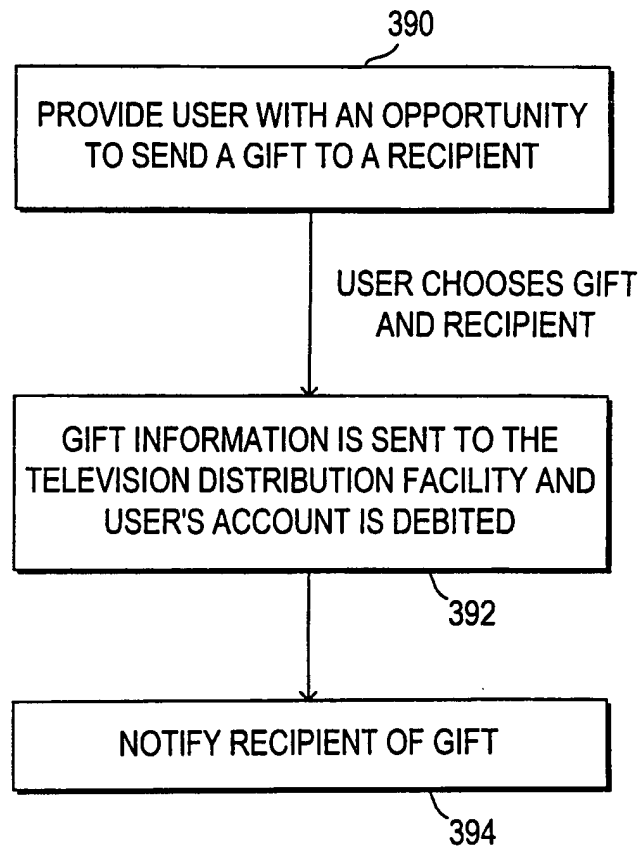 390
PROVIDE USER WITH AN OPPORTUNITY
TO SEND A GIFT TO A RECIPIENT
USER CHOOSES GIFT
AND RECIPIENT
GIFT INFORMATION IS SENT TO THE
TELEVISION DISTRIBUTION FACILITY AND
USER'S ACCOUNT IS DEBITED
392
NOTIFY RECIPIENT OF GIFT
394